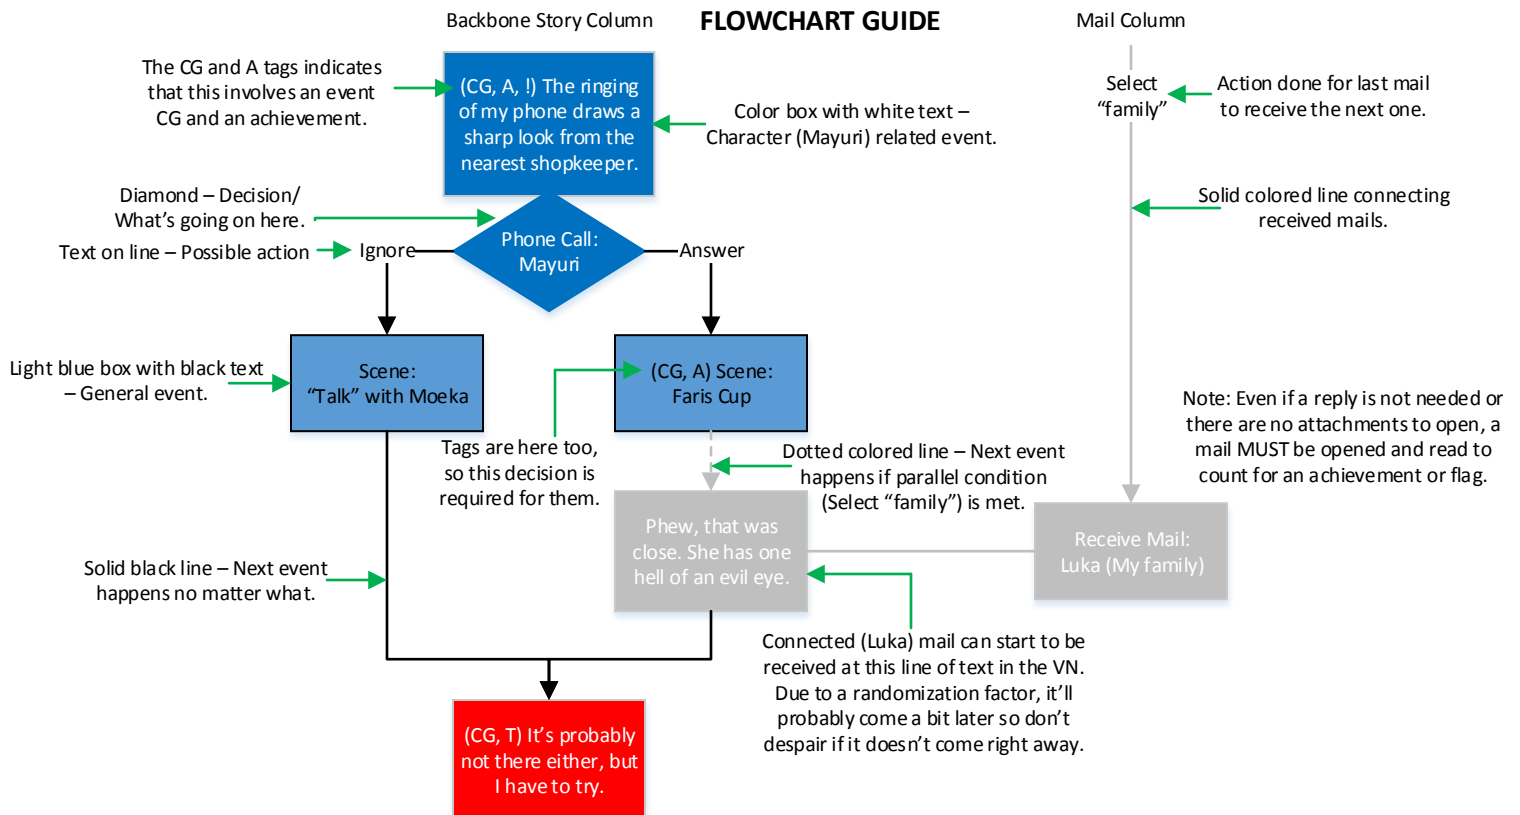 Backbone Story Column
FLOWCHART GUIDE
Mail Column
The CG and A tags indicates
that this involves an event
CG and an achievement.
(CG, A, !) The ringing
of my phone draws a
sharp look from the
nearest shopkeeper.
Color box with white text –
Character (Mayuri) related event.
Select
“family”
Action done for last mail
to receive the next one.
Diamond – Decision/
What’s going on here.
Solid colored line connecting
received mails.
Text on line – Possible action
Ignore
Phone Call:
Mayuri
Answer
Light blue box with black text
– General event.
Scene:
“Talk” with Moeka
(CG, A) Scene:
Faris Cup
Note: Even if a reply is not needed or
there are no attachments to open, a
mail MUST be opened and read to
count for an achievement or flag.
Tags are here too,
so this decision is
required for them.
Dotted colored line – Next event
happens if parallel condition
(Select “family”) is met.
Phew, that was
close. She has one
hell of an evil eye.
Receive Mail:
Luka (My family)
Solid black line – Next event
happens no matter what.
Connected (Luka) mail can start to be
received at this line of text in the VN.
Due to a randomization factor, it’ll
probably come a bit later so don’t
despair if it doesn’t come right away.
(CG, T) It’s probably
not there either, but
I have to try.